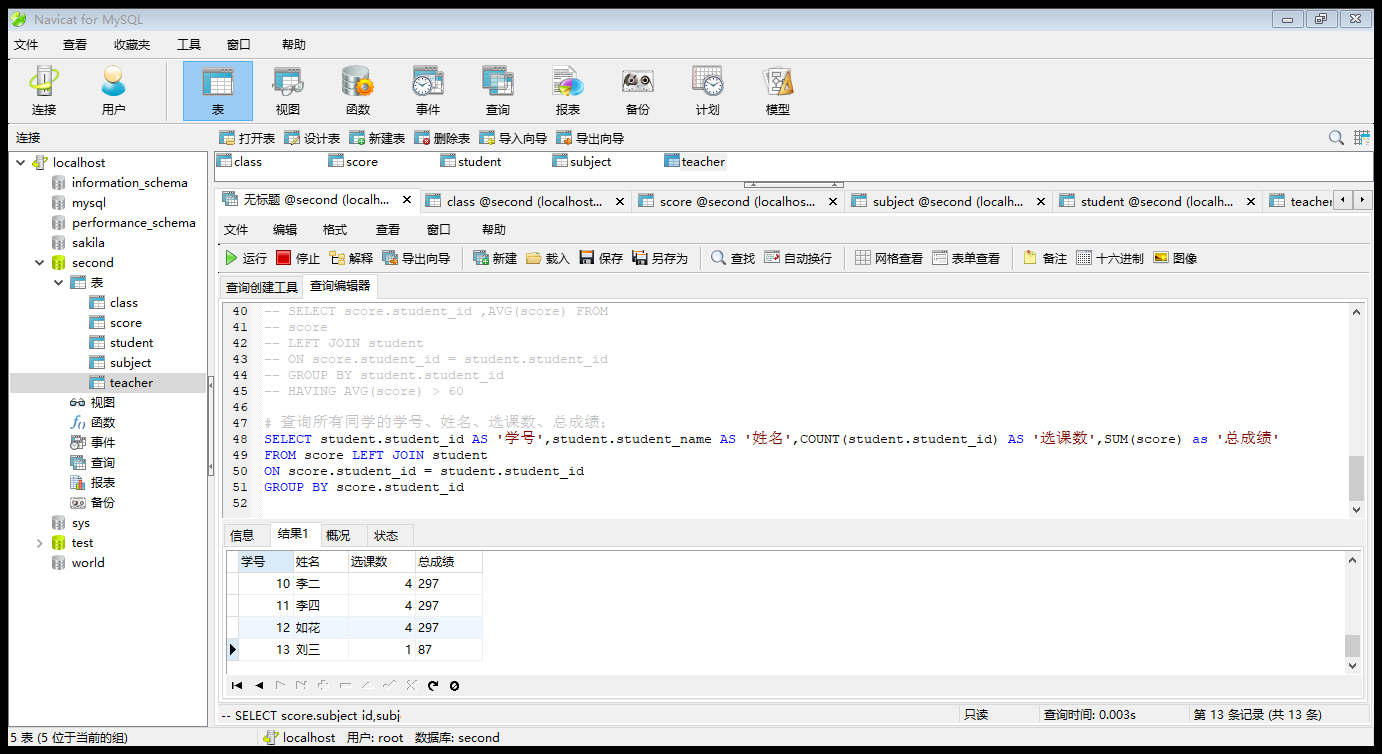 Navicat for MySQL
文件 查看 收藏夹 工具 窗口 帮助
连接 用户 表 视图 函数 事件 查询 报表 备份 计划 模型
连接 打开表 设计表 新建表 删除表 导入向导 导出向导
class score student subject teacher
localhost
information_schema
mysql
performance_schema
sakila
second
表
class
score
student
subject
teacher
视图
函数
事件
查询
报表
备份
sys
test
world
无标题 @second (localh... class @second (localhost... score @second (localhos... subject @second (localh... student @second (localh... teacher
文件 编辑 格式 查看 窗口 帮助
运行 停止 解释 导出向导 新建 载入 保存 另存为 查找 自动换行 网格查看 表单查看 备注 十六进制 图像
查询创建工具 查询编辑器
40 -- SELECT score.student_id ,AVG(score) FROM
41 -- score
42 -- LEFT JOIN student
43 -- ON score.student_id = student.student_id
44 -- GROUP BY student.student_id
45 -- HAVING AVG(score) > 60
46
47 # 查询所有同学的学号、姓名、选课数、总成绩;
48 SELECT student.student_id AS '学号',student.student_name AS '姓名',COUNT(student.student_id) AS '选课数',SUM(score) as '总成绩'
49 FROM score LEFT JOIN student
50 ON score.student_id = student.student_id
51 GROUP BY score.student_id
52
信息 结果1 概况 状态
学号 姓名 选课数 总成绩
10 李二 4 297
11 李四 4 297
12 如花 4 297
13 刘三 1 87
-- SELECT score.subject id,subj 只读 查询时间: 0.003s 第 13 条记录 (共 13 条)
5 表 (5 位于当前的组) localhost 用户: root 数据库: second